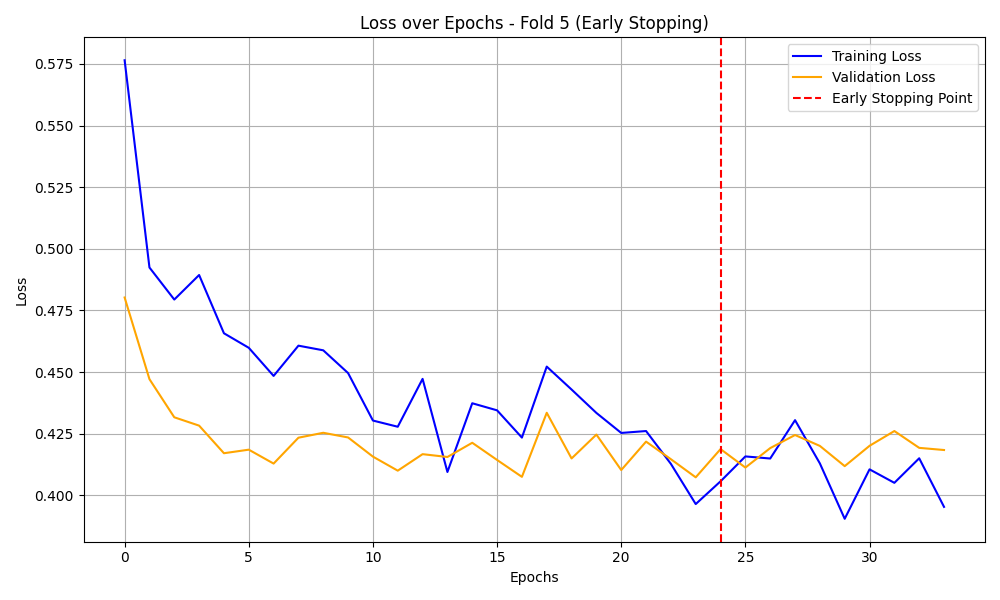 Loss over Epochs - Fold 5 (Early Stopping)
Training Loss
Validation Loss
Early Stopping Point
0.575
0.550
0.525
0.500
0.475
0.450
0.425
0.400
Loss
0 5 10 15 20 25 30
Epochs